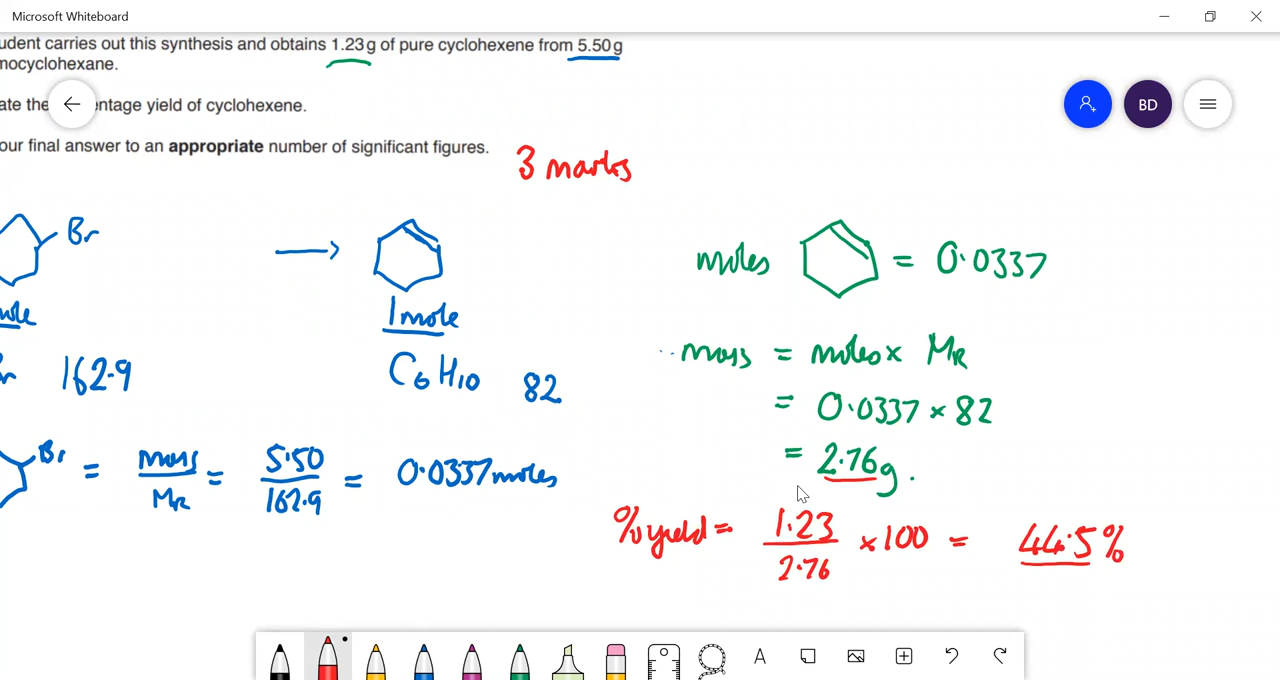 Microsoft Whiteboard
udent carries out this synthesis and obtains 1.23 g of pure cyclohexene from 5.50 g
mocyclohexane.
ate the entage yield of cyclohexene.
our final answer to an appropriate number of significant figures.
3 marks
BD
Br
moles = 0.0337
1 mole
162.9
C6H10 82
mass = moles x MR
= 0.0337 x 82
= 2.76g.
Br = mass / MR = 5.50 / 162.9 = 0.0337 moles
% yield = 1.23 / 2.76 x 100 = 44.5 %
A